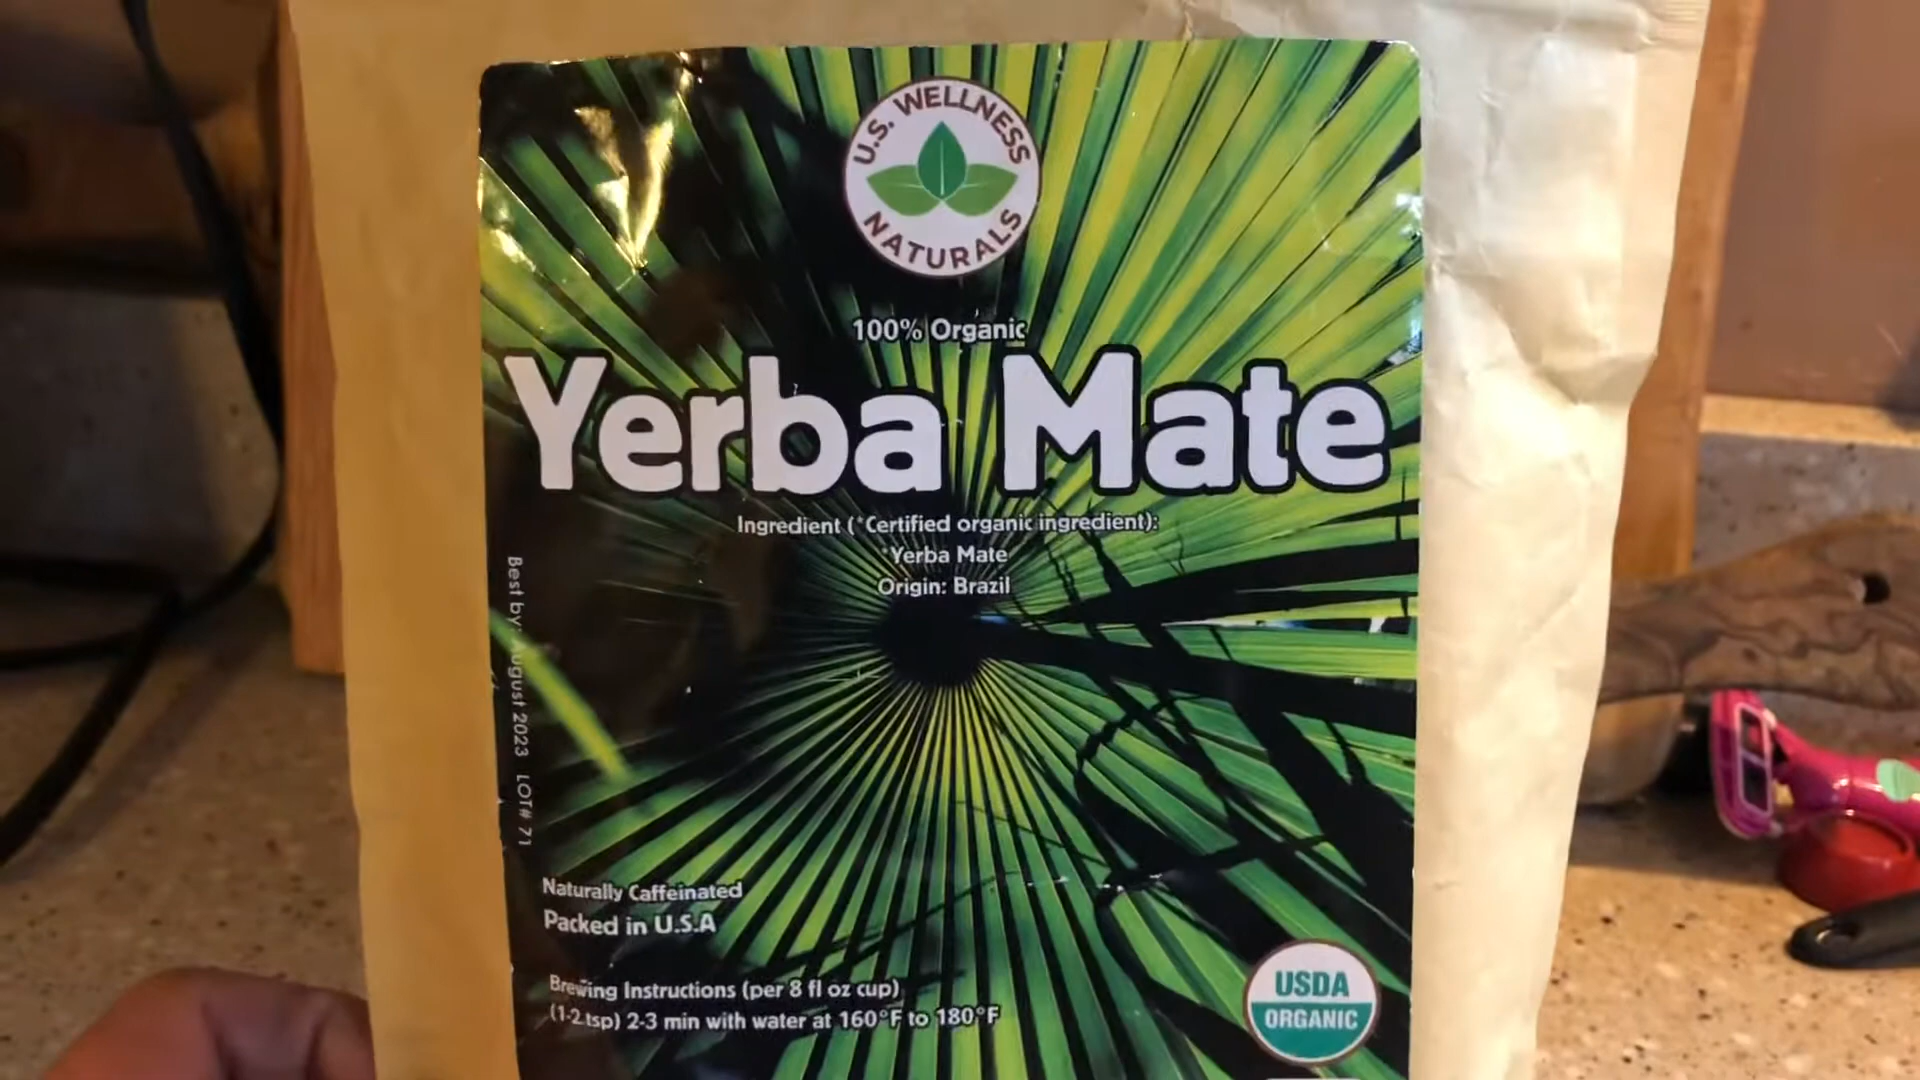 U.S. WELLNESS
NATURALS
100% Organic
Yerba Mate
Ingredient (*Certified organic ingredient):
*Yerba Mate
Origin: Brazil
Best by: August 2023 LOT# 71
Naturally Caffeinated
Packed in U.S.A
Brewing Instructions (per 8 fl oz cup)
(1-2 tsp) 2-3 min with water at 160°F to 180°F
USDA
ORGANIC